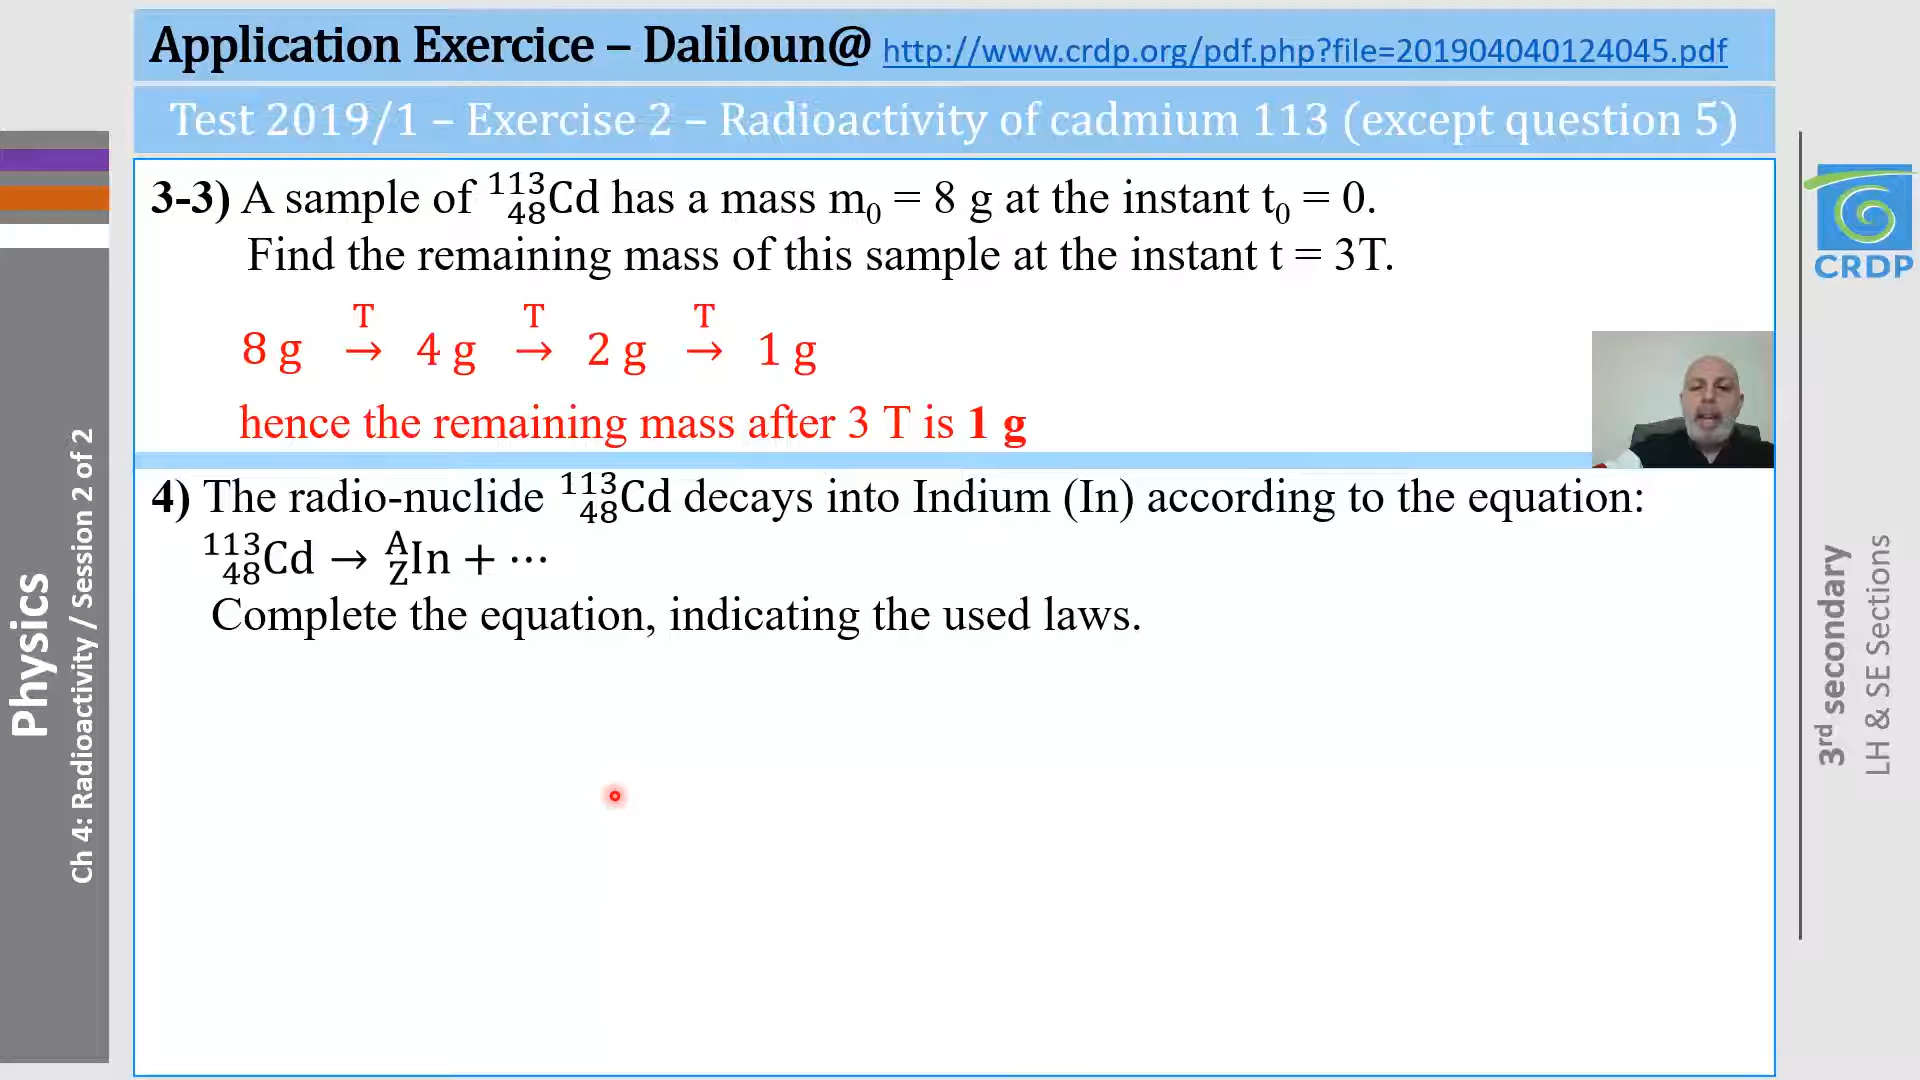 Application Exercice – Daliloun@ http://www.crdp.org/pdf.php?file=201904040124045.pdf
Test 2019/1 – Exercise 2 – Radioactivity of cadmium 113 (except question 5)
3-3) A sample of ¹¹³₄₈Cd has a mass m₀ = 8 g at the instant t₀ = 0.
Find the remaining mass of this sample at the instant t = 3T.
T T T
8 g → 4 g → 2 g → 1 g
hence the remaining mass after 3 T is 1 g
4) The radio-nuclide ¹¹³₄₈Cd decays into Indium (In) according to the equation:
¹¹³₄₈Cd → ᴬ_Z In + ⋯
Complete the equation, indicating the used laws.
Physics
Ch 4: Radioactivity / Session 2 of 2
CRDP
3rd secondary
LH & SE Sections